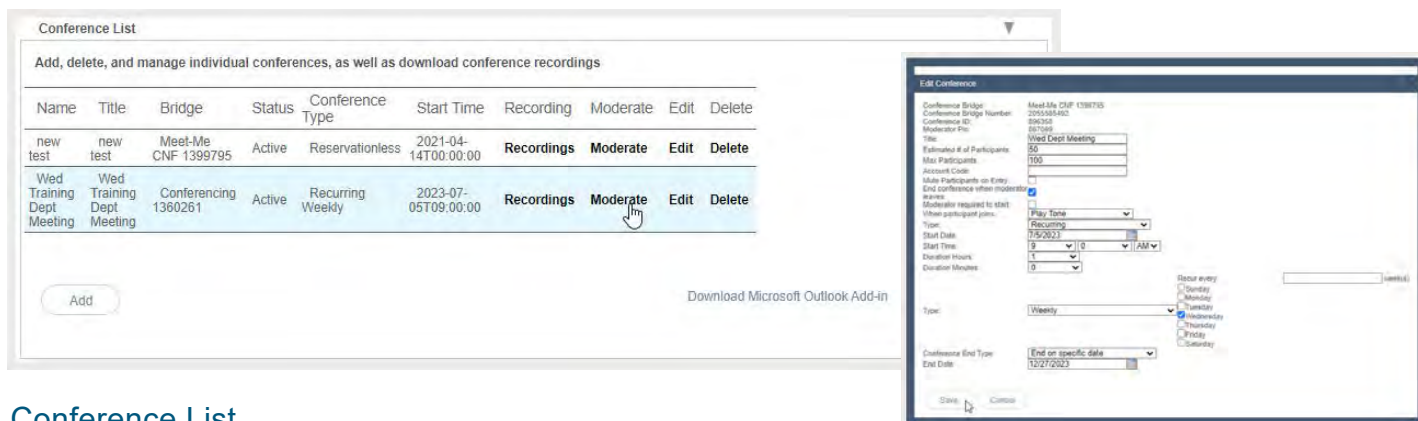 Conference List
Add, delete, and manage individual conferences, as well as download conference recordings
Name Title Bridge Status Conference Type Start Time Recording Moderate Edit Delete
new test new test Meet-Me CNF 1399795 Active Reservationless 2021-04-14T00:00:00 Recordings Moderate Edit Delete
Wed Training Dept Meeting Wed Training Dept Meeting Conferencing 1360261 Active Recurring Weekly 2023-07-05T09:00:00 Recordings Moderate Edit Delete
Add
Download Microsoft Outlook Add-in
Edit Conference
Conference Bridge: Meet-Me CNF 1399795
Conference Bridge Number:
Conference ID:
Moderator Pin:
Title: Wed Dept Meeting
Estimated # of Participants: 50
Max Participants: 100
Account Code:
Mute Participants on Entry:
End conference when moderator leaves:
Moderator required to start:
When participant joins: Play Tone
Type: Recurring
Start Date: 7/5/2023
Start Time: 9 0 AM
Duration Hours: 1
Duration Minutes: 0
Recur every week(s)
Sunday
Monday
Tuesday
Type: Weekly Wednesday
Thursday
Friday
Saturday
Conference End Type: End on specific date
End Date: 12/27/2023
Save Cancel
Conference List